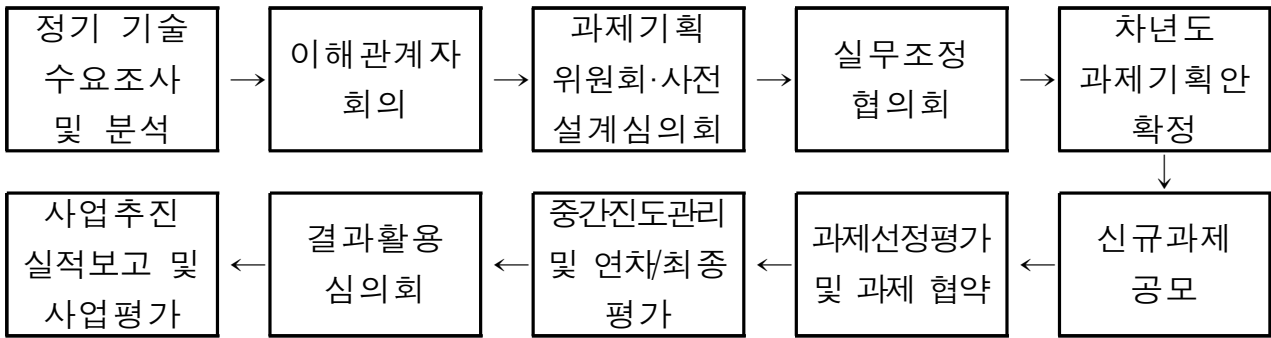 정기 기술
수요조사
및 분석
→
이해관계자
회의
→
과제기획
위원회·사전
설계심의회
→
실무조정
협의회
→
차년도
과제기획안
확정
↓
신규과제
공모
←
과제선정평가
및 과제 협약
←
중간진도관리
및 연차/최종
평가
←
결과활용
심의회
←
사업추진
실적보고 및
사업평가